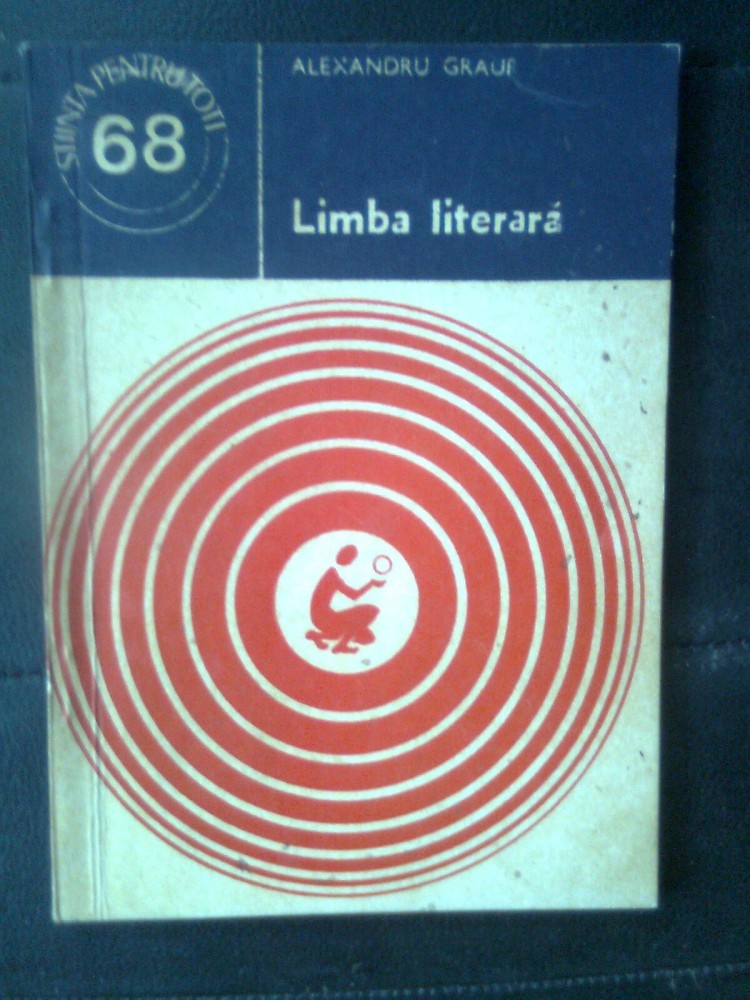 ȘTIINȚA PENTRU TOȚI
68
ALEXANDRU GRAUR
Limba literară